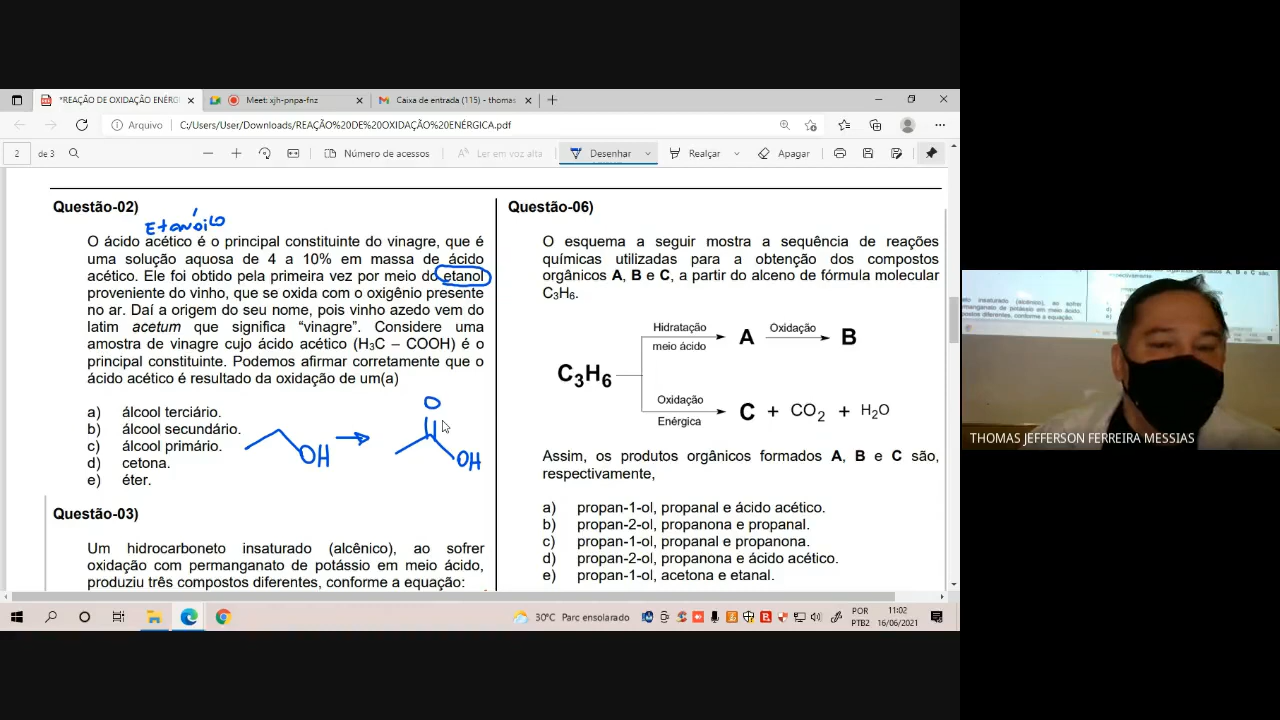 *REAÇÃO DE OXIDAÇÃO ENÉRG
Meet: xjh-pnpa-fnz
Caixa de entrada (115) - thomas
Arquivo
C:/Users/User/Downloads/REAÇÃO%20DE%20OXIDAÇÃO%20ENÉRGICA.pdf
2
de 3
Número de acessos
Ler em voz alta
Desenhar
Realçar
Apagar
Questão-02)
Etanóico
O ácido acético é o principal constituinte do vinagre, que é
uma solução aquosa de 4 a 10% em massa de ácido
acético. Ele foi obtido pela primeira vez por meio do etanol
proveniente do vinho, que se oxida com o oxigênio presente
no ar. Daí a origem do seu nome, pois vinho azedo vem do
latim acetum que significa “vinagre”. Considere uma
amostra de vinagre cujo ácido acético (H₃C – COOH) é o
principal constituinte. Podemos afirmar corretamente que o
ácido acético é resultado da oxidação de um(a)
a) álcool terciário.
b) álcool secundário.
c) álcool primário.
d) cetona.
e) éter.
OH
O
OH
Questão-03)
Um hidrocarboneto insaturado (alcênico), ao sofrer
oxidação com permanganato de potássio em meio ácido,
produziu três compostos diferentes, conforme a equação:
Questão-06)
O esquema a seguir mostra a sequência de reações
químicas utilizadas para a obtenção dos compostos
orgânicos A, B e C, a partir do alceno de fórmula molecular
C₃H₆.
Hidratação
meio ácido
A
Oxidação
B
C₃H₆
Oxidação
Enérgica
C + CO₂ + H₂O
Assim, os produtos orgânicos formados A, B e C são,
respectivamente,
a) propan-1-ol, propanal e ácido acético.
b) propan-2-ol, propanona e propanal.
c) propan-1-ol, propanal e propanona.
d) propan-2-ol, propanona e ácido acético.
e) propan-1-ol, acetona e etanal.
30°C Parc ensolarado
POR
PTB2
11:02
16/06/2021
THOMAS JEFFERSON FERREIRA MESSIAS